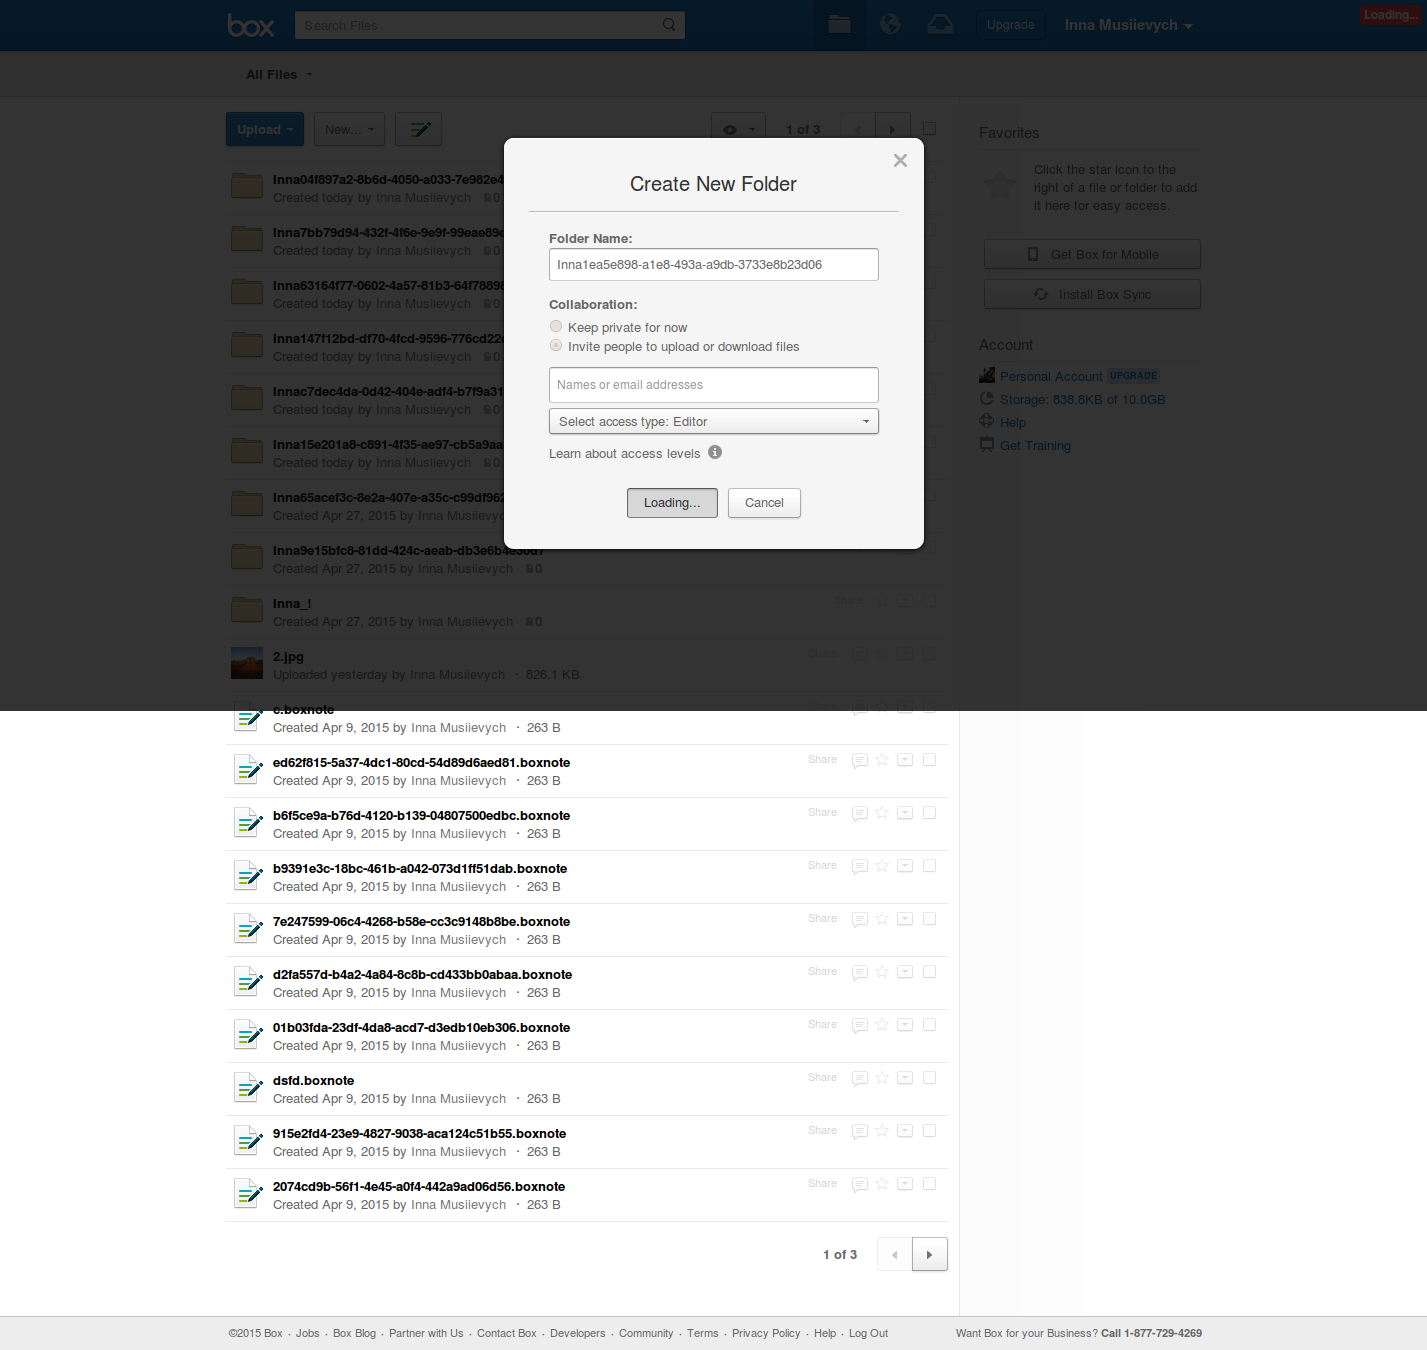 box
Search Files
Upgrade
Inna Musiievych
Loading...
All Files
Upload
New...
1 of 3
Inna04f897a2-8b6d-4050-a033-7e982e4
Created today by Inna Musiievych 0
Inna7bb79d94-432f-4f6e-9e9f-99eae89e
Created today by Inna Musiievych 0
Inna63164f77-0602-4a57-81b3-64f78898
Created today by Inna Musiievych 0
Inna147f12bd-df70-4fcd-9596-776cd22
Created today by Inna Musiievych 0
Innac7dec4da-0d42-404e-adf4-b7f9a31
Created today by Inna Musiievych 0
Inna15e201a8-c891-4f35-ae97-cb5a9aa
Created today by Inna Musiievych 0
Inna65acef3c-8e2a-407e-a35c-c99df962
Created Apr 27, 2015 by Inna Musiievyc
Inna9e15bfc8-81dd-424c-aeab-db3e6b4e30d7
Created Apr 27, 2015 by Inna Musiievych 0
Inna_!
Created Apr 27, 2015 by Inna Musiievych 0
Share
2.jpg
Uploaded yesterday by Inna Musiievych · 826.1 KB
Share
c.boxnote
Created Apr 9, 2015 by Inna Musiievych · 263 B
Share
ed62f815-5a37-4dc1-80cd-54d89d6aed81.boxnote
Created Apr 9, 2015 by Inna Musiievych · 263 B
Share
b6f5ce9a-b76d-4120-b139-04807500edbc.boxnote
Created Apr 9, 2015 by Inna Musiievych · 263 B
Share
b9391e3c-18bc-461b-a042-073d1ff51dab.boxnote
Created Apr 9, 2015 by Inna Musiievych · 263 B
Share
7e247599-06c4-4268-b58e-cc3c9148b8be.boxnote
Created Apr 9, 2015 by Inna Musiievych · 263 B
Share
d2fa557d-b4a2-4a84-8c8b-cd433bb0abaa.boxnote
Created Apr 9, 2015 by Inna Musiievych · 263 B
Share
01b03fda-23df-4da8-acd7-d3edb10eb306.boxnote
Created Apr 9, 2015 by Inna Musiievych · 263 B
Share
dsfd.boxnote
Created Apr 9, 2015 by Inna Musiievych · 263 B
Share
915e2fd4-23e9-4827-9038-aca124c51b55.boxnote
Created Apr 9, 2015 by Inna Musiievych · 263 B
Share
2074cd9b-56f1-4e45-a0f4-442a9ad06d56.boxnote
Created Apr 9, 2015 by Inna Musiievych · 263 B
Share
1 of 3
Create New Folder
Folder Name:
Inna1ea5e898-a1e8-493a-a9db-3733e8b23d06
Collaboration:
Keep private for now
Invite people to upload or download files
Names or email addresses
Select access type: Editor
Learn about access levels
Loading...
Cancel
Favorites
Click the star icon to the
right of a file or folder to add
it here for easy access.
Get Box for Mobile
Install Box Sync
Account
Personal Account UPGRADE
Storage: 838.8KB of 10.0GB
Help
Get Training
©2015 Box · Jobs · Box Blog · Partner with Us · Contact Box · Developers · Community · Terms · Privacy Policy · Help · Log Out
Want Box for your Business? Call 1-877-729-4269